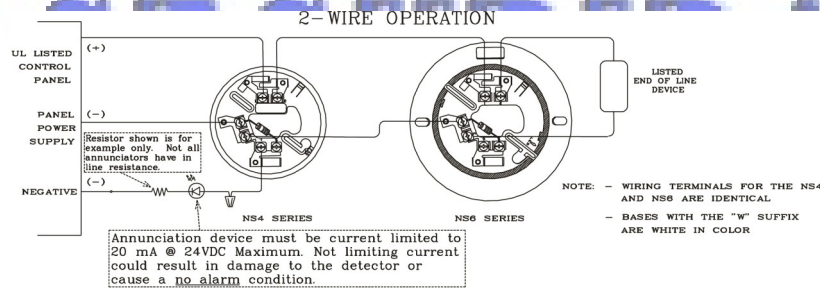 2-WIRE OPERATION
UL LISTED
CONTROL
PANEL
(+)
PANEL
POWER
SUPPLY
(-)
Resistor shown is for
example only. Not all
annunciators have in
line resistance.
NEGATIVE
(-)
LISTED
END OF LINE
DEVICE
NS4 SERIES
NS6 SERIES
NOTE: - WIRING TERMINALS FOR THE NS4
AND NS6 ARE IDENTICAL
- BASES WITH THE "W" SUFFIX
ARE WHITE IN COLOR
Annunciation device must be current limited to
20 mA @ 24VDC Maximum. Not limiting current
could result in damage to the detector or
cause a no alarm condition.